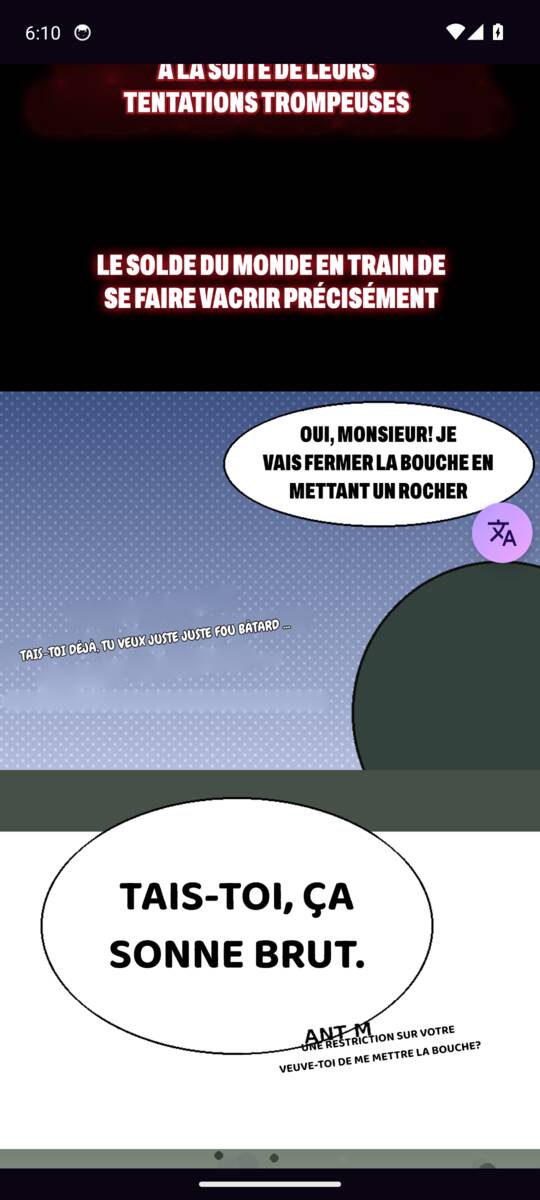 6:10
À LA SUITE DE LEURS
TENTATIONS TROMPEUSES
LE SOLDE DU MONDE EN TRAIN DE
SE FAIRE VACRIR PRÉCISÉMENT
OUI, MONSIEUR! JE
VAIS FERMER LA BOUCHE EN
METTANT UN ROCHER
TAIS-TOI DÉJÀ, TU VEUX JUSTE JUSTE FOU BÂTARD ...
TAIS-TOI, ÇA
SONNE BRUT.
ANT M
UNE RESTRICTION SUR VOTRE
VEUVE-TOI DE ME METTRE LA BOUCHE?